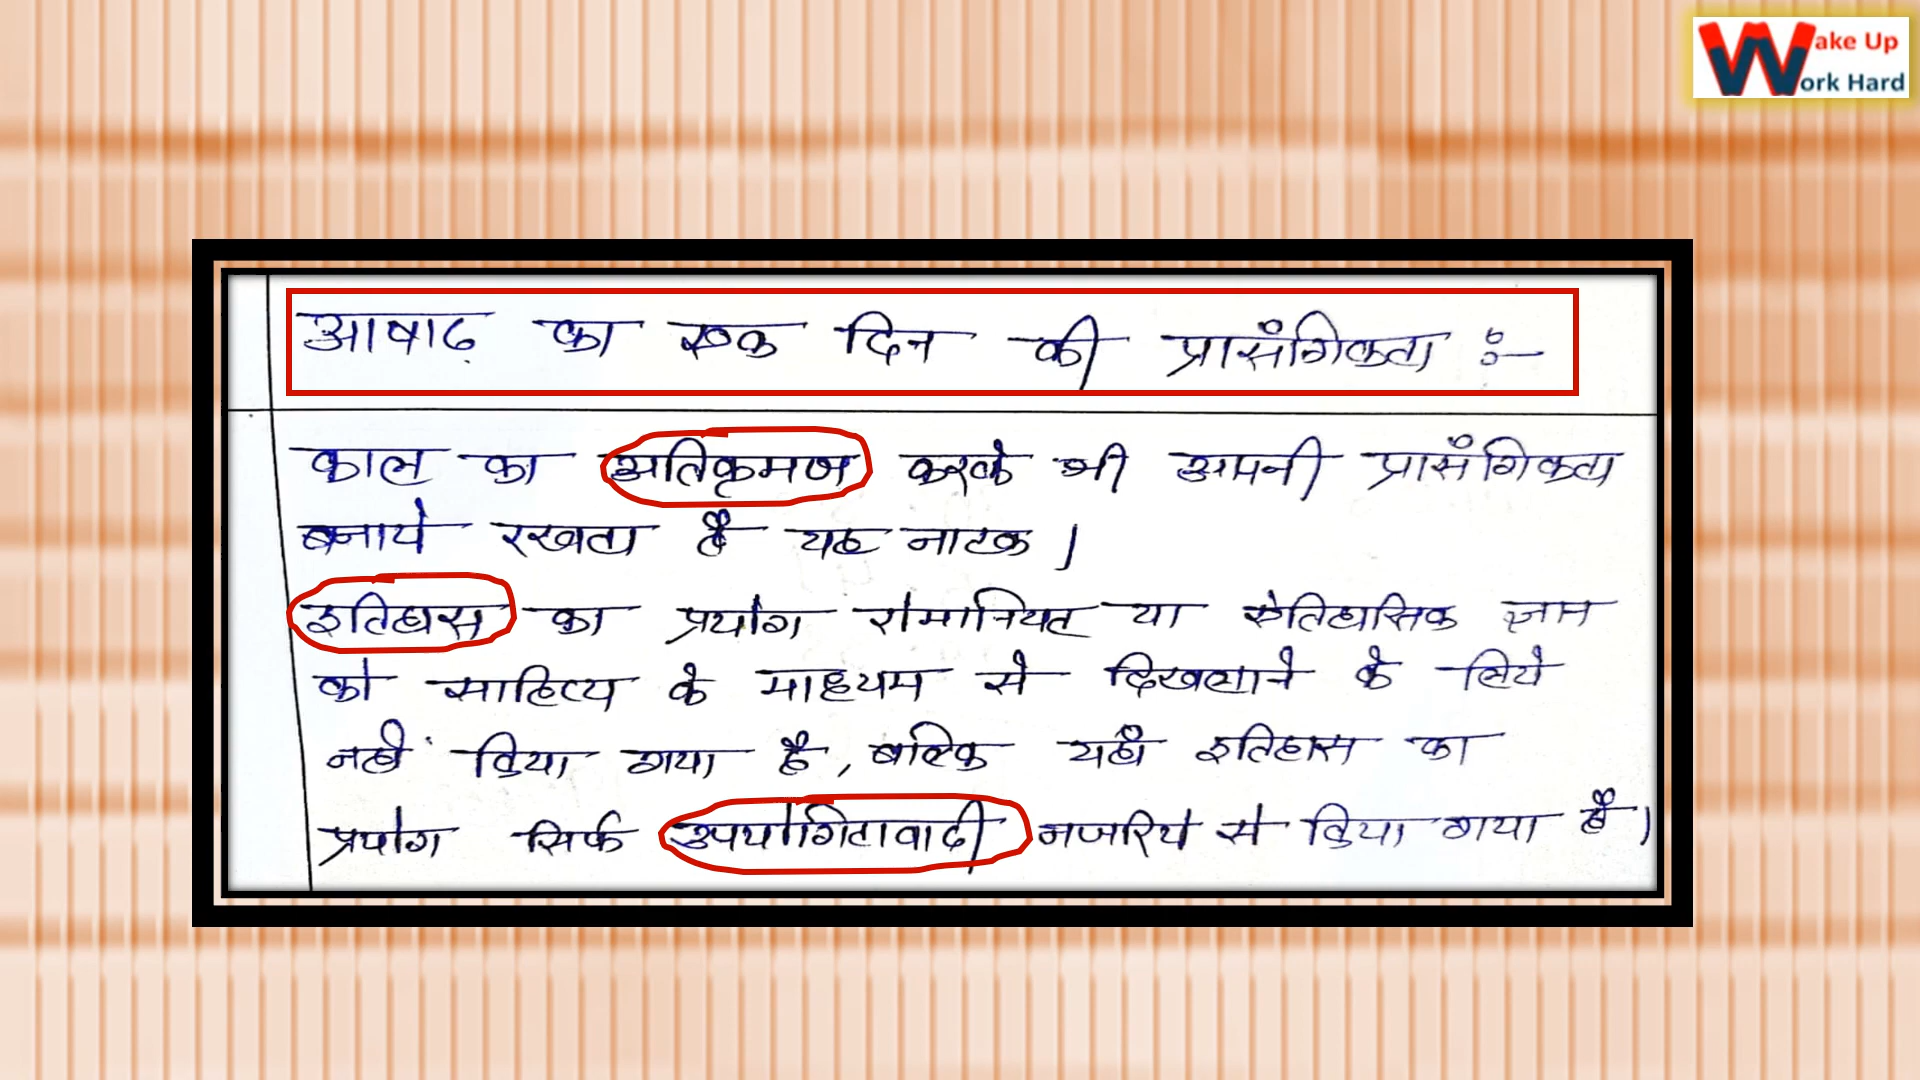 Wake Up
Work Hard
आषाढ़ का एक दिन की प्रासंगिकता :-
काल का अतिक्रमण करके भी अपनी प्रासंगिकता
बनाये रखता है यह नाटक।
इतिहास का प्रयोग रोमानियत या ऐतिहासिक ज्ञान
को साहित्य के माध्यम से दिखलाने के लिये
नहीं किया गया है, बल्कि यहाँ इतिहास का
प्रयोग सिर्फ उपयोगितावादी नजरिये से किया गया है।